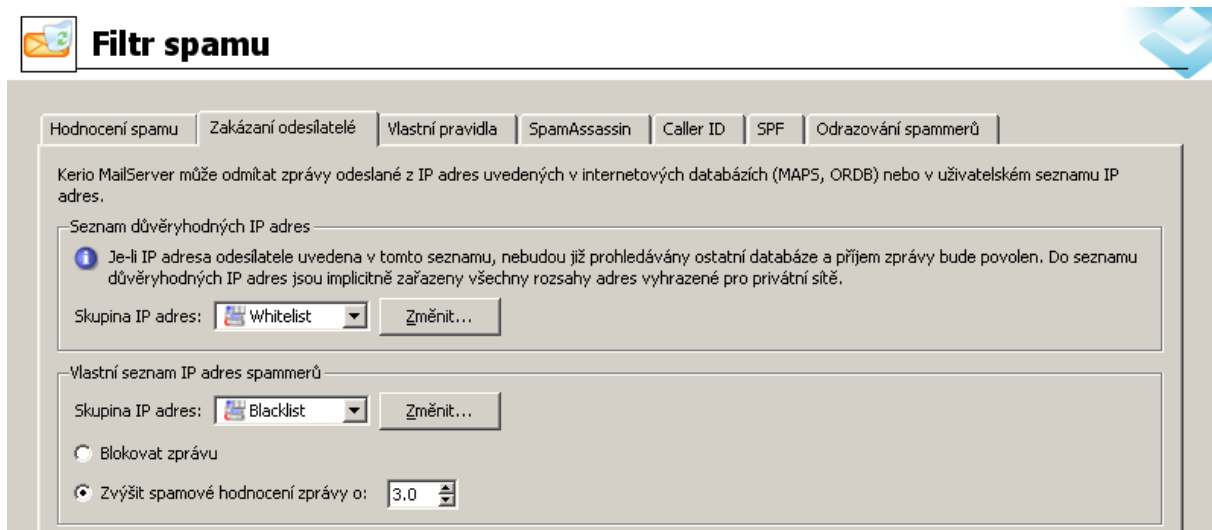 Filtr spamu
Hodnocení spamu
Zakázaní odesílatelé
Vlastní pravidla
SpamAssassin
Caller ID
SPF
Odrazování spammerů
Kerio MailServer může odmítat zprávy odeslané z IP adres uvedených v internetových databázích (MAPS, ORDB) nebo v uživatelském seznamu IP
adres.
Seznam důvěryhodných IP adres
Je-li IP adresa odesílatele uvedena v tomto seznamu, nebudou již prohledávány ostatní databáze a příjem zprávy bude povolen. Do seznamu
důvěryhodných IP adres jsou implicitně zařazeny všechny rozsahy adres vyhrazené pro privátní sítě.
Skupina IP adres: Whitelist Změnit...
Vlastní seznam IP adres spammerů
Skupina IP adres: Blacklist Změnit...
Blokovat zprávu
Zvýšit spamové hodnocení zprávy o: 3.0